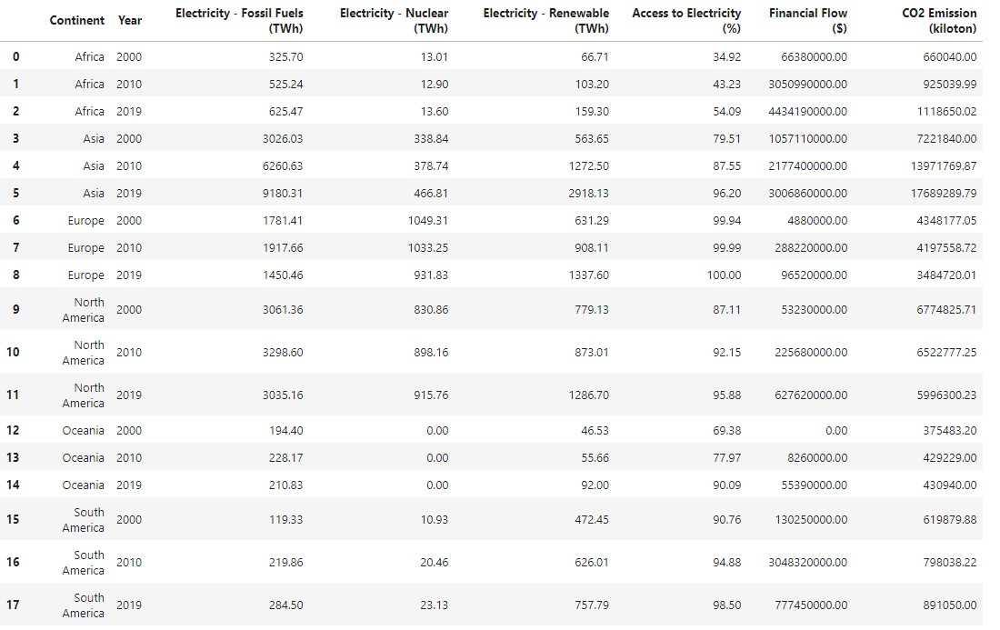 Continent Year Electricity - Fossil Fuels (TWh) Electricity - Nuclear (TWh) Electricity - Renewable (TWh) Access to Electricity (%) Financial Flow ($) CO2 Emission (kiloton)
0 Africa 2000 325.70 13.01 66.71 34.92 66380000.00 660040.00
1 Africa 2010 525.24 12.90 103.20 43.23 3050990000.00 925039.99
2 Africa 2019 625.47 13.60 159.30 54.09 4434190000.00 1118650.02
3 Asia 2000 3026.03 338.84 563.65 79.51 1057110000.00 7221840.00
4 Asia 2010 6260.63 378.74 1272.50 87.55 2177400000.00 13971769.87
5 Asia 2019 9180.31 466.81 2918.13 96.20 3006860000.00 17689289.79
6 Europe 2000 1781.41 1049.31 631.29 99.94 4880000.00 4348177.05
7 Europe 2010 1917.66 1033.25 908.11 99.99 288220000.00 4197558.72
8 Europe 2019 1450.46 931.83 1337.60 100.00 96520000.00 3484720.01
9 North America 2000 3061.36 830.86 779.13 87.11 53230000.00 6774825.71
10 North America 2010 3298.60 898.16 873.01 92.15 225680000.00 6522777.25
11 North America 2019 3035.16 915.76 1286.70 95.88 627620000.00 5996300.23
12 Oceania 2000 194.40 0.00 46.53 69.38 0.00 375483.20
13 Oceania 2010 228.17 0.00 55.66 77.97 8260000.00 429229.00
14 Oceania 2019 210.83 0.00 92.00 90.09 55390000.00 430940.00
15 South America 2000 119.33 10.93 472.45 90.76 130250000.00 619879.88
16 South America 2010 219.86 20.46 626.01 94.88 3048320000.00 798038.22
17 South America 2019 284.50 23.13 757.79 98.50 777450000.00 891050.00